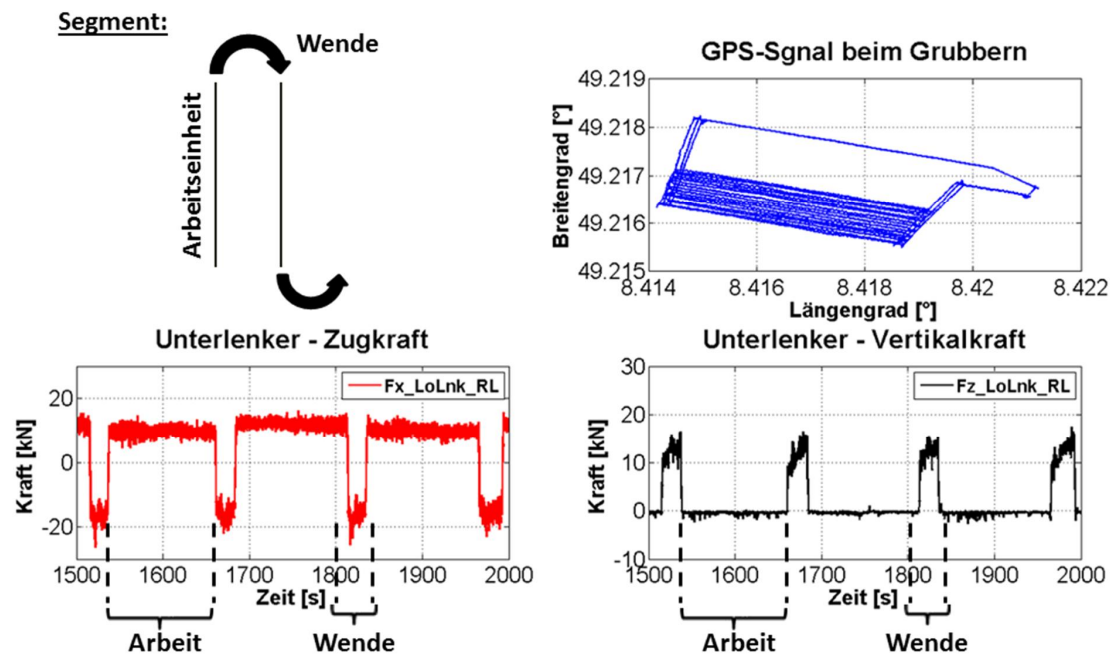 Segment:
Wende
Arbeitseinheit
GPS-Sgnal beim Grubbern
Breitengrad [°]
49.219
49.218
49.217
49.216
49.215
8.414
8.416
8.418
8.42
8.422
Längengrad [°]
Unterlenker - Zugkraft
Fx_LoLnk_RL
Kraft [kN]
20
0
-20
1500
1600
1700
1800
1900
2000
Zeit [s]
Arbeit
Wende
Unterlenker - Vertikalkraft
Fz_LoLnk_RL
Kraft [kN]
30
20
10
0
-10
1500
1600
1700
1800
1900
2000
Zeit [s]
Arbeit
Wende